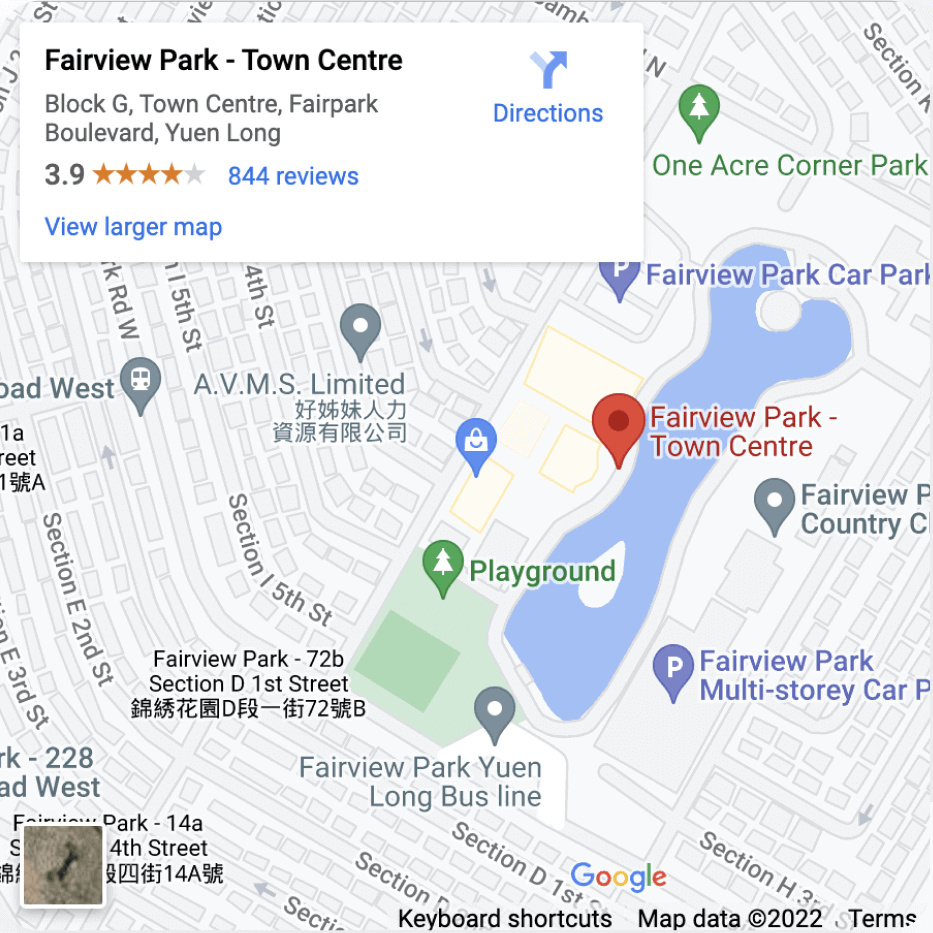 Fairview Park - Town Centre
Block G, Town Centre, Fairpark
Boulevard, Yuen Long
3.9
844 reviews
View larger map
Directions
St
N
Section
One Acre Corner Park
P
Fairview Park Car Park
rk Rd W
I 5th St
4th St
A.V.M.S. Limited
好姊妹人力
資源有限公司
oad West
1a
reet
1號A
Fairview Park -
Town Centre
Fairview P
Country C
Section I 5th St
Section E 2nd St
on E 3rd St
Playground
Fairview Park - 72b
Section D 1st Street
錦綉花園D段一街72號B
P
Fairview Park
Multi-storey Car P
rk - 228
ad West
Fairview Park Yuen
Long Bus line
Fairview Park - 14a
S 4th Street
錦 段四街14A號
Section D 1st St
Section
Section
Section H 3rd St
Google
Keyboard shortcuts
Map data ©2022
Terms